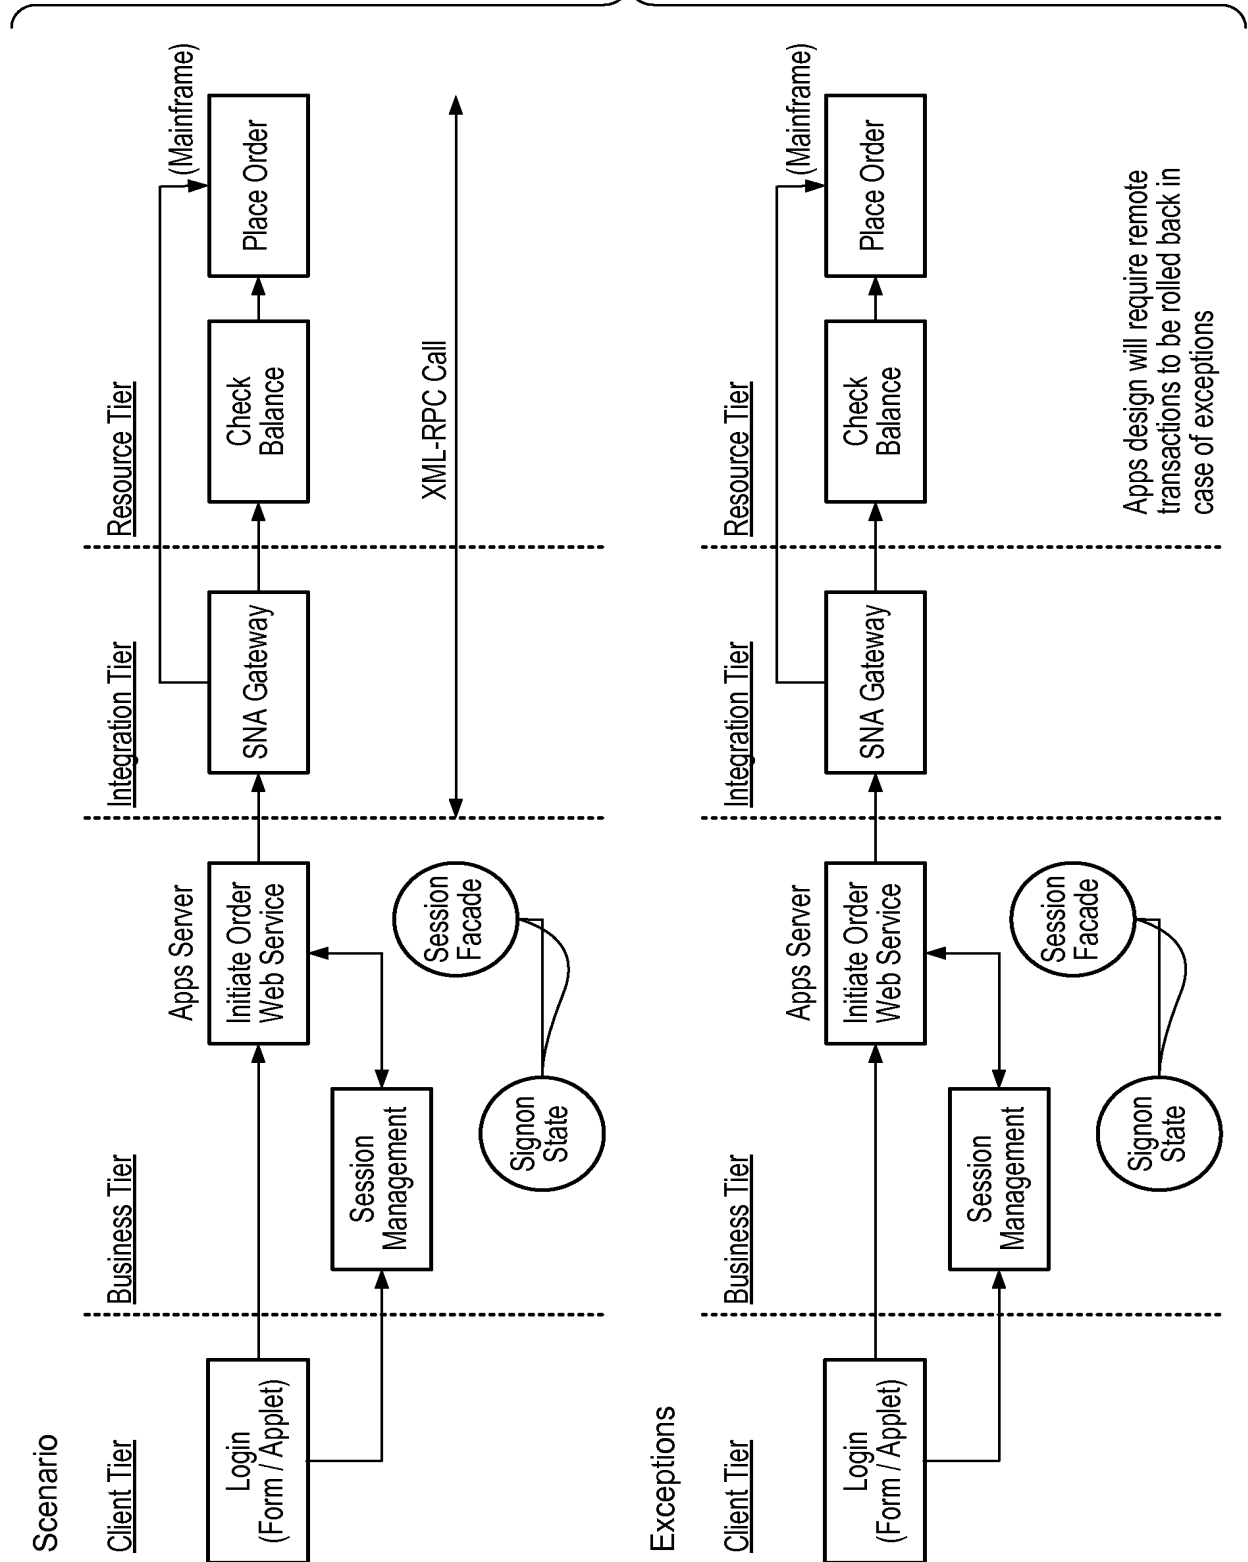 Scenario
Client Tier
Business Tier
Integration Tier
Resource Tier
Login
(Form / Applet)
Apps Server
Initiate Order
Web Service
SNA Gateway
Check
Balance
(Mainframe)
Place Order
Session
Management
Signon
State
Session
Facade
XML-RPC Call
Exceptions
Client Tier
Business Tier
Integration Tier
Resource Tier
Login
(Form / Applet)
Apps Server
Initiate Order
Web Service
SNA Gateway
Check
Balance
(Mainframe)
Place Order
Session
Management
Signon
State
Session
Facade
Apps design will require remote
transactions to be rolled back in
case of exceptions